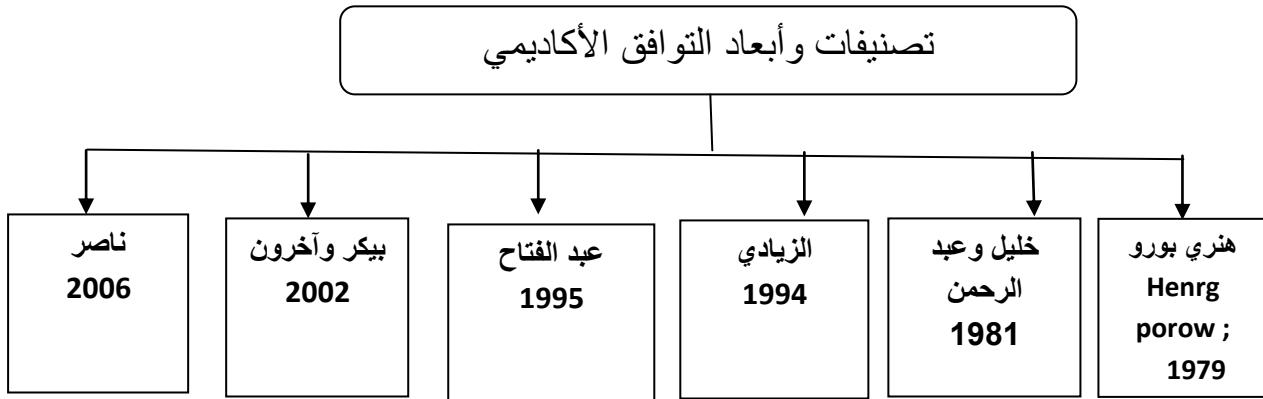 تصنيفات وأبعاد التوافق الأكاديمي
هنري بورو
Henrg
porow ;
1979
خليل وعبد
الرحمن
1981
الزيادي
1994
عبد الفتاح
1995
بيكر وآخرون
2002
ناصر
2006